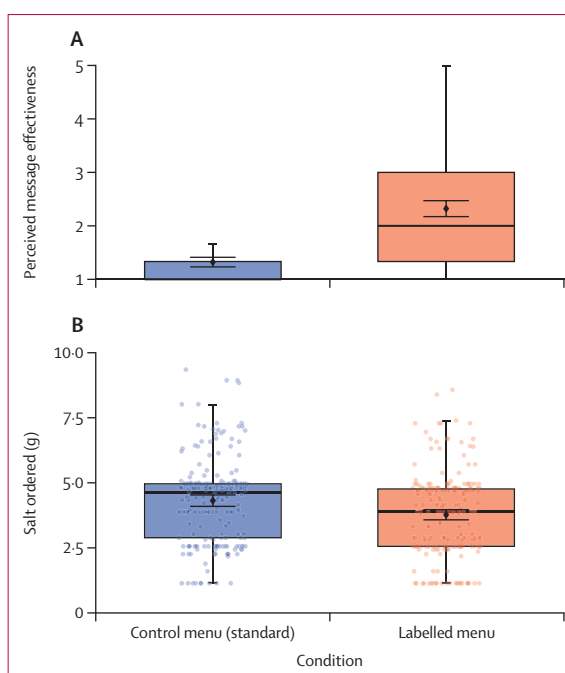 A
Perceived message effectiveness
5
4
3
2
1
B
Salt ordered (g)
10·0
7·5
5·0
2·5
0
Control menu (standard)
Labelled menu
Condition